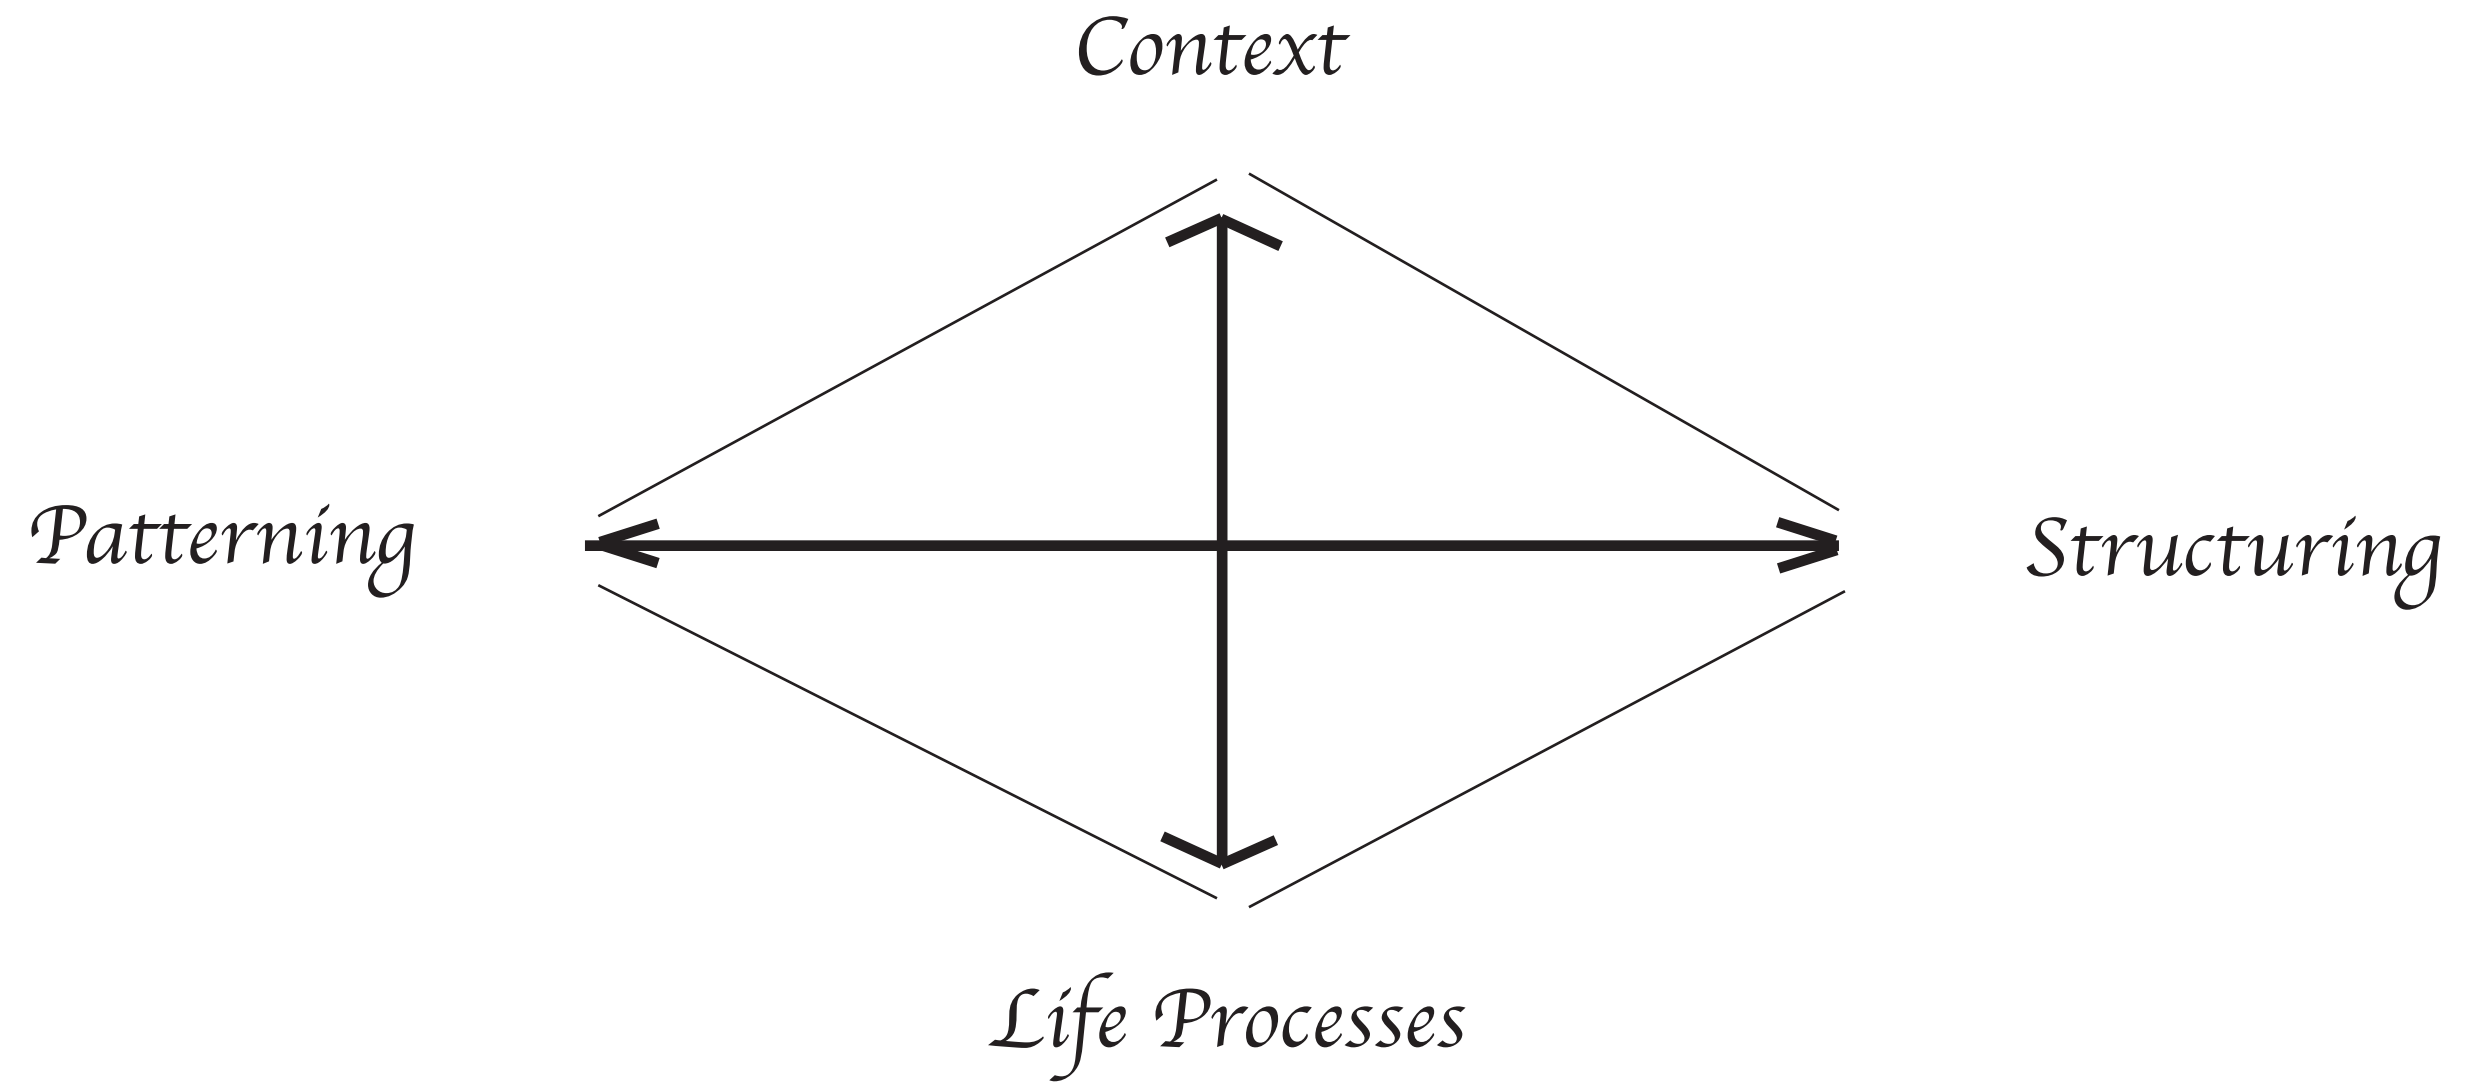 Context
Patterning
Structuring
Life Processes